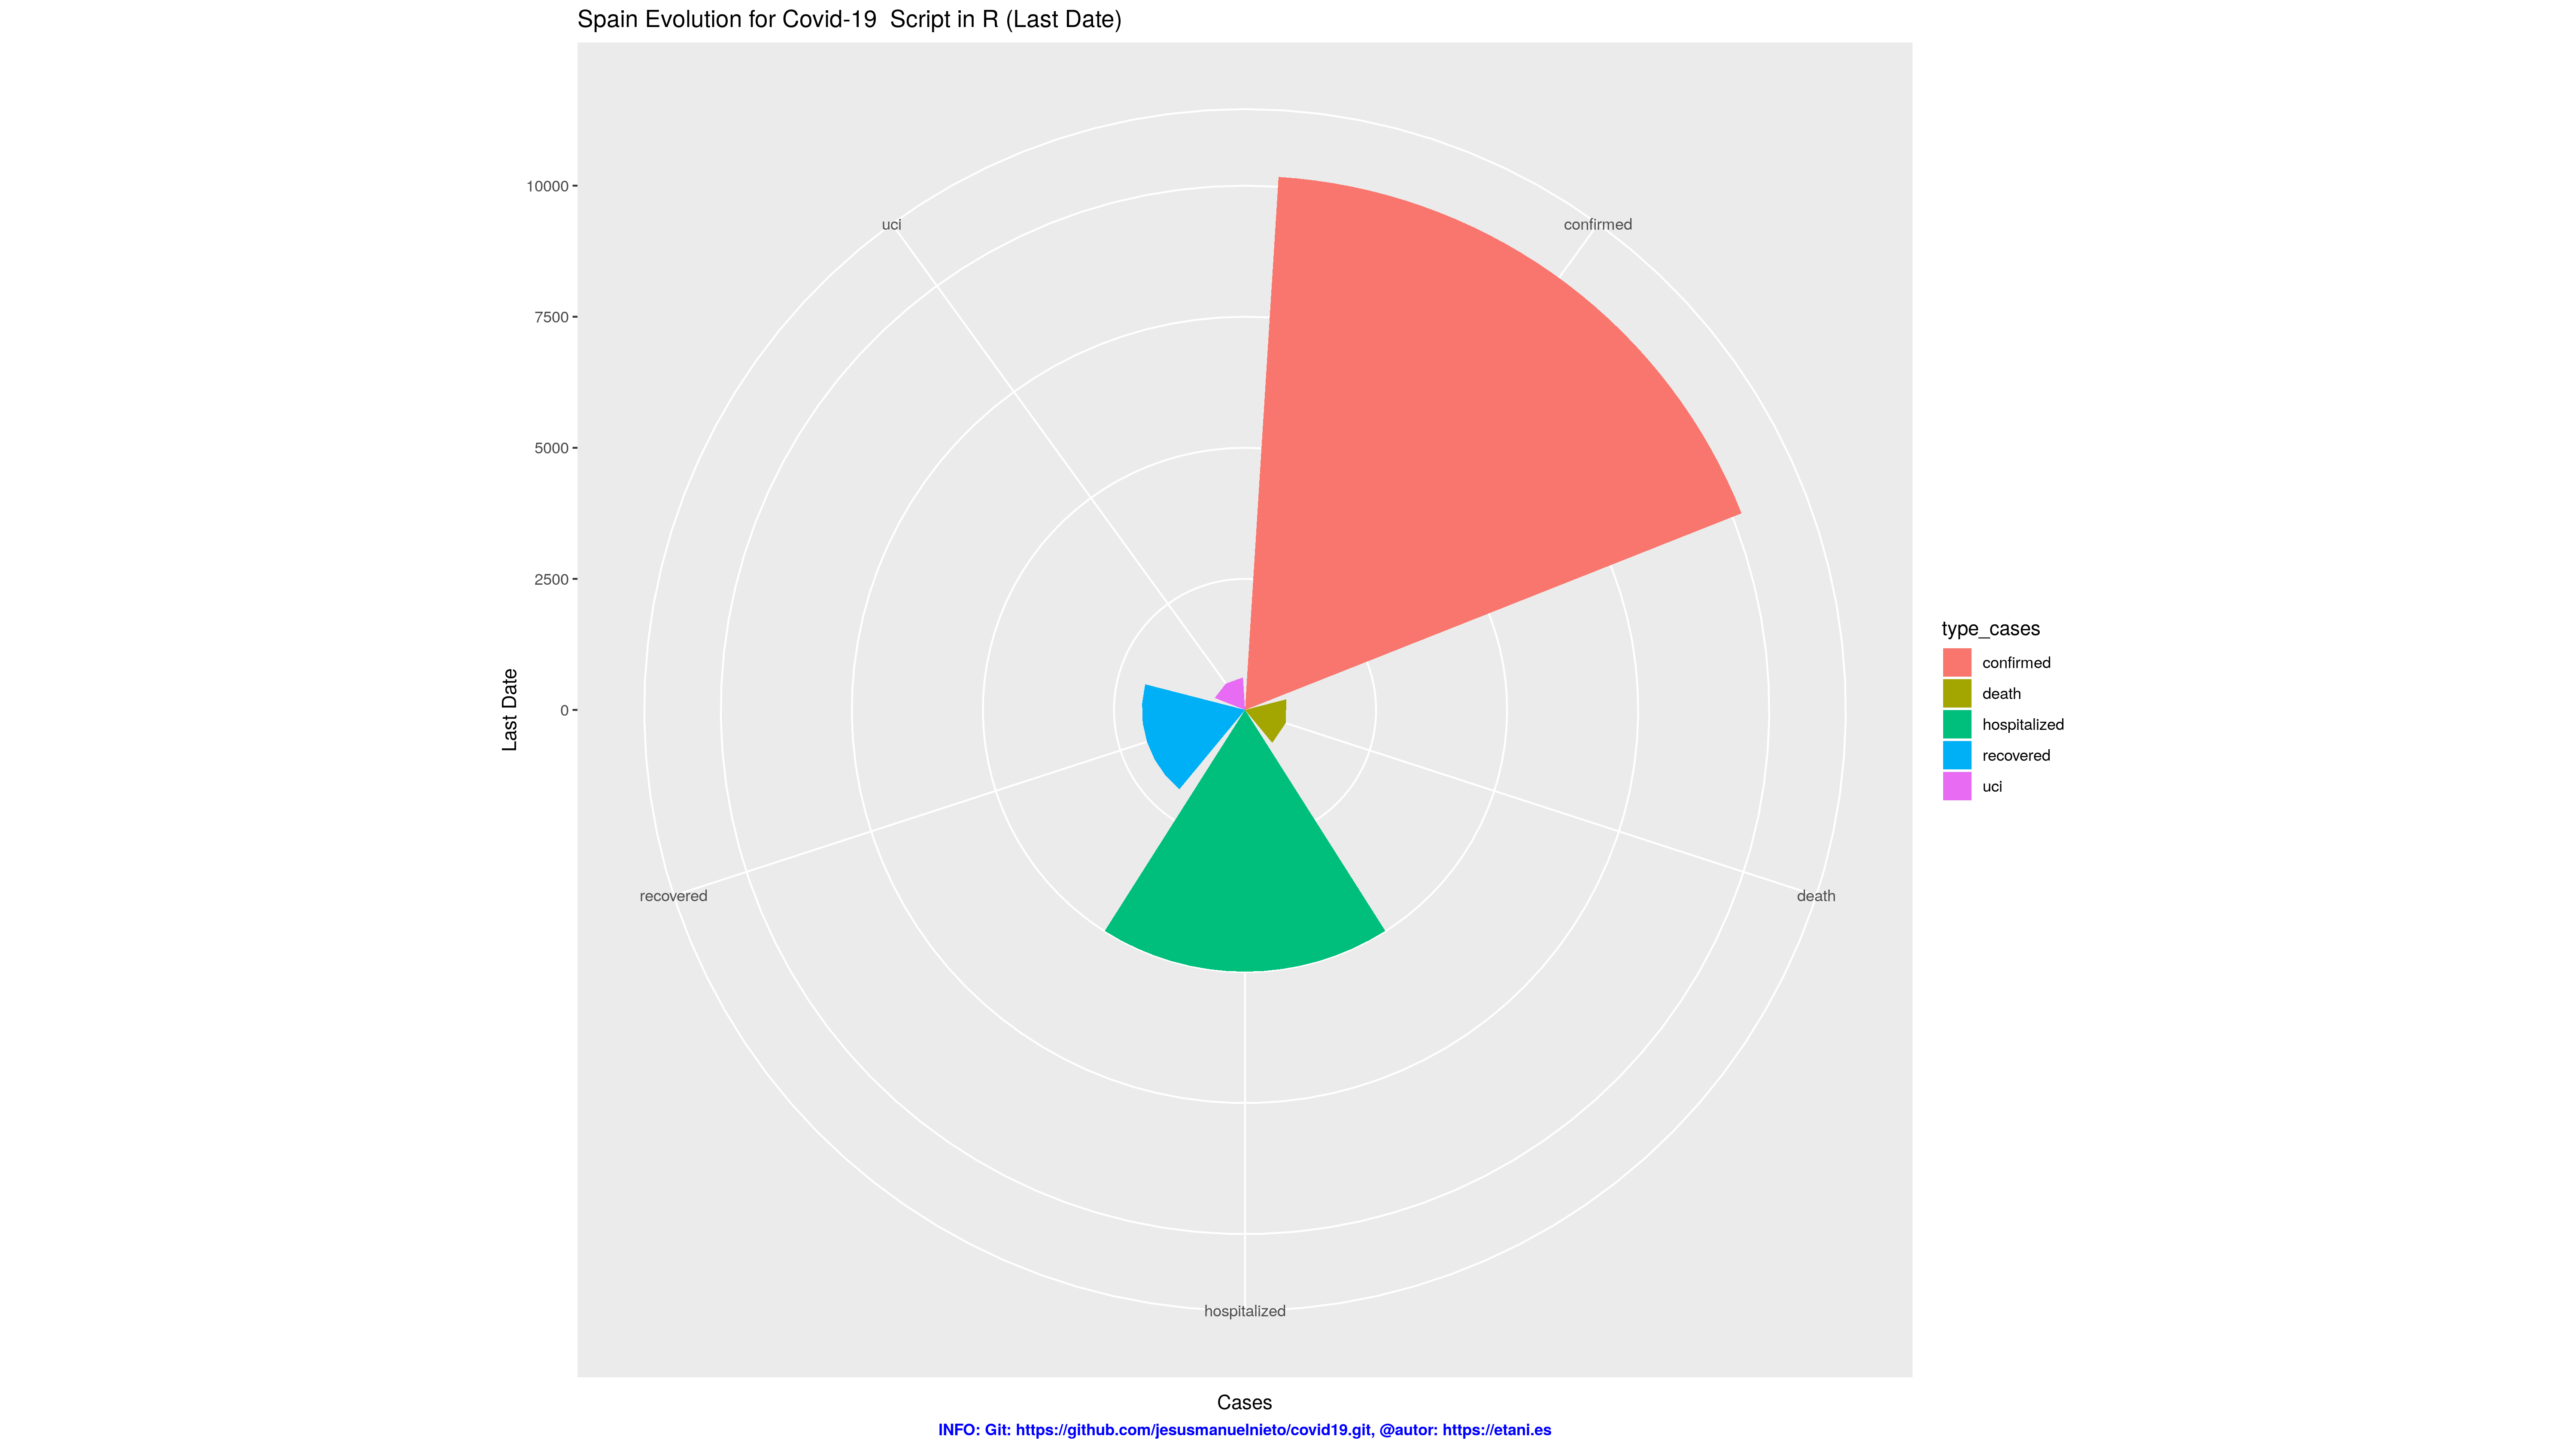 Spain Evolution for Covid-19  Script in R (Last Date)
10000
7500
5000
2500
0
Last Date
uci
confirmed
recovered
death
hospitalized
type_cases
confirmed
death
hospitalized
recovered
uci
Cases
INFO: Git: https://github.com/jesusmanuelnieto/covid19.git, @autor: https://etani.es